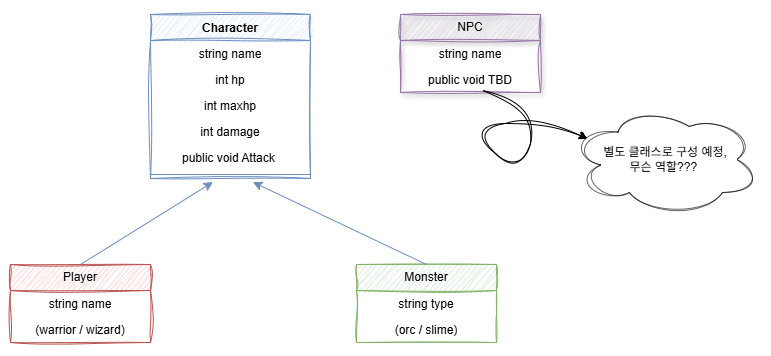 Character
string name
int hp
int maxhp
int damage
public void Attack
NPC
string name
public void TBD
별도 클래스로 구성 예정,
무슨 역할???
Player
string name
(warrior / wizard)
Monster
string type
(orc / slime)